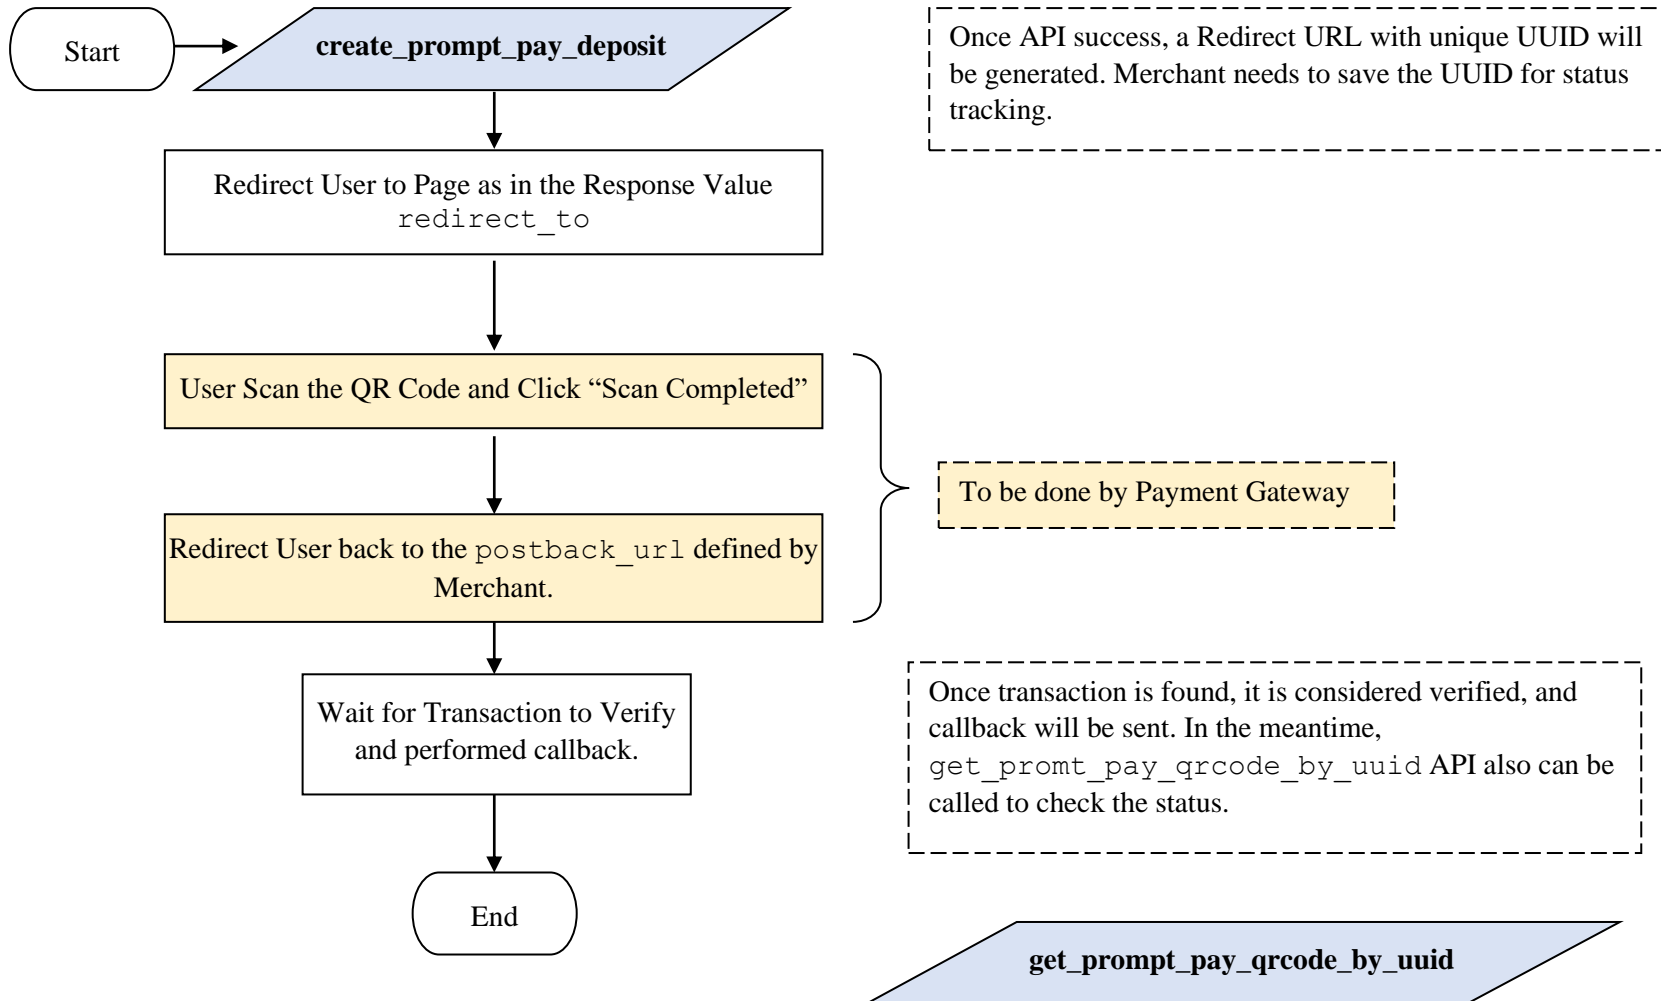 Start
create_prompt_pay_deposit
Once API success, a Redirect URL with unique UUID will
be generated. Merchant needs to save the UUID for status
tracking.
Redirect User to Page as in the Response Value
redirect_to
User Scan the QR Code and Click “Scan Completed”
To be done by Payment Gateway
Redirect User back to the postback_url defined by
Merchant.
Wait for Transaction to Verify
and performed callback.
Once transaction is found, it is considered verified, and
callback will be sent. In the meantime,
get_promt_pay_qrcode_by_uuid API also can be
called to check the status.
End
get_prompt_pay_qrcode_by_uuid